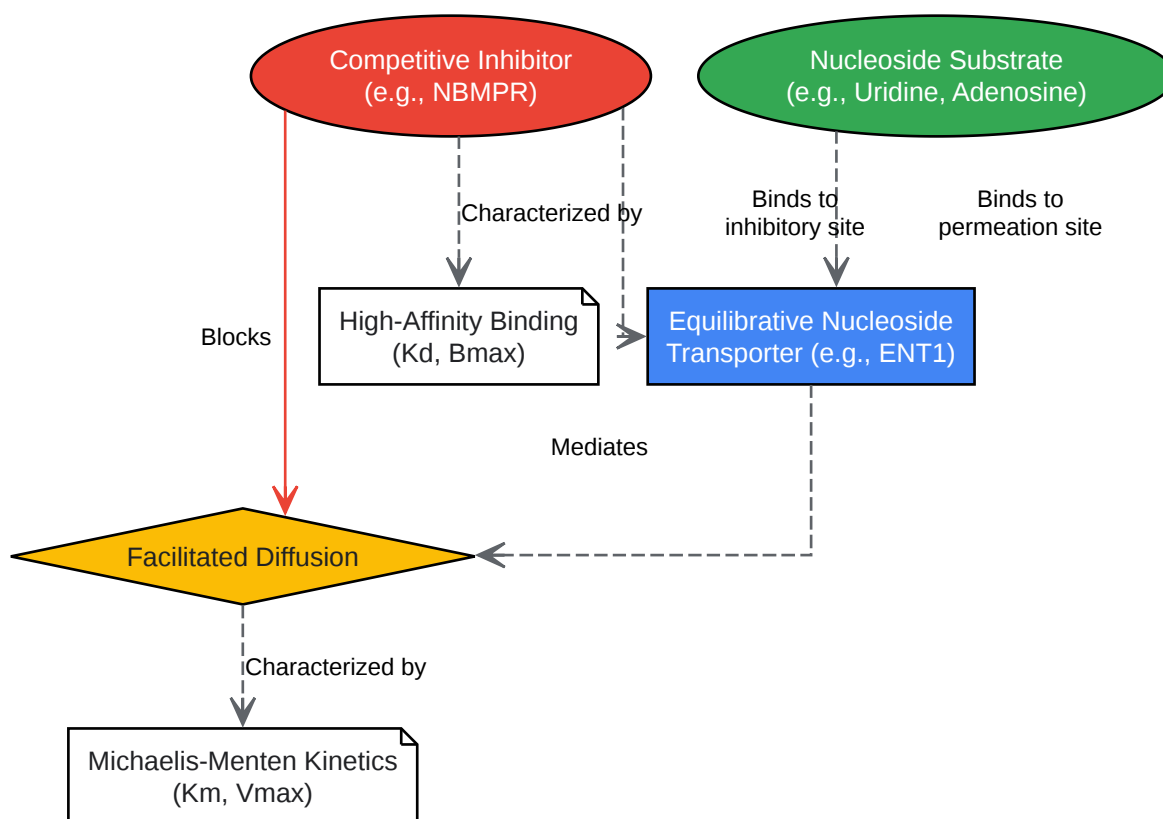 Competitive Inhibitor
(e.g., NBMPR)
Nucleoside Substrate
(e.g., Uridine, Adenosine)
Characterized by
Binds to
inhibitory site
Binds to
permeation site
High-Affinity Binding
(Kd, Bmax)
Equilibrative Nucleoside
Transporter (e.g., ENT1)
Blocks
Mediates
Facilitated Diffusion
Characterized by
Michaelis-Menten Kinetics
(Km, Vmax)